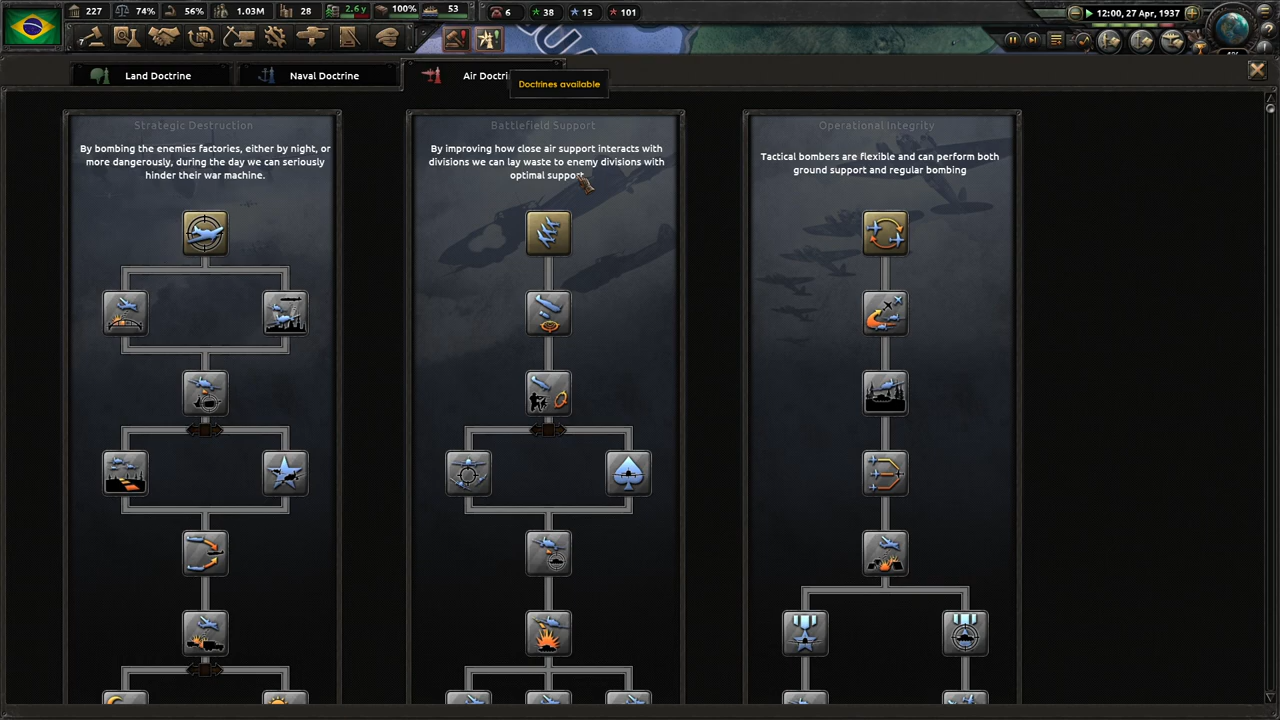 227 74% 56% 1.03M 28 2.6 y 100% 53 6 38 15 101 12:00, 27 Apr, 1937
7
Land Doctrine Naval Doctrine Air Doctri
Doctrines available
Strategic Destruction
By bombing the enemies factories, either by night, or
more dangerously, during the day we can seriously
hinder their war machine.
Battlefield Support
By improving how close air support interacts with
divisions we can lay waste to enemy divisions with
optimal support.
Operational Integrity
Tactical bombers are flexible and can perform both
ground support and regular bombing